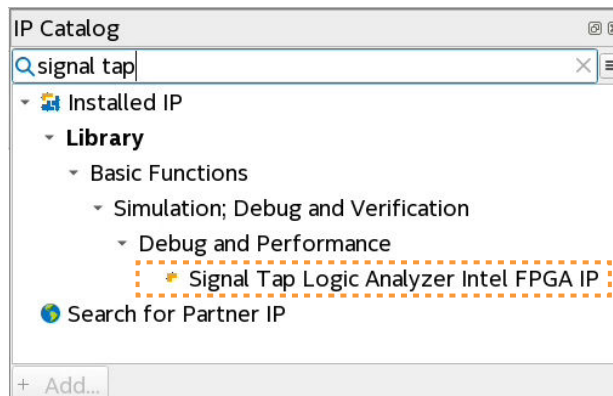 IP Catalog
signal tap
Installed IP
Library
Basic Functions
Simulation; Debug and Verification
Debug and Performance
Signal Tap Logic Analyzer Intel FPGA IP
Search for Partner IP
+ Add...